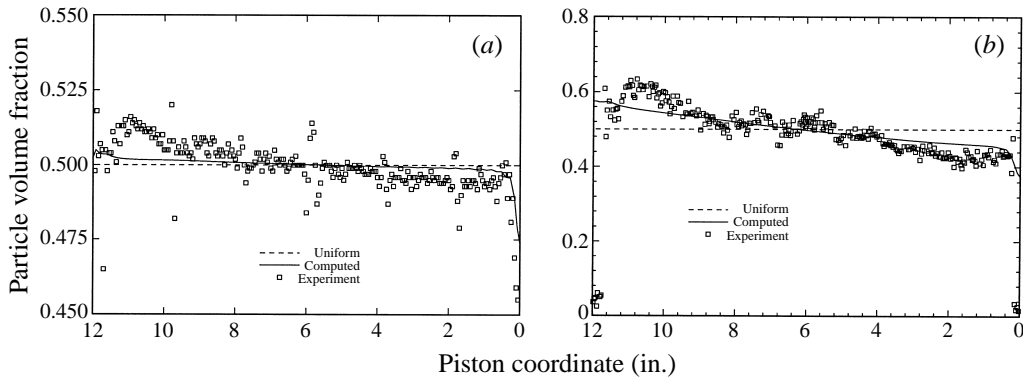 Particle volume fraction
0.550
0.525
0.500
0.475
0.450
(a)
Uniform
Computed
Experiment
12 10 8 6 4 2 0
0.8
0.6
0.4
0.2
0
(b)
Uniform
Computed
Experiment
12 10 8 6 4 2 0
Piston coordinate (in.)